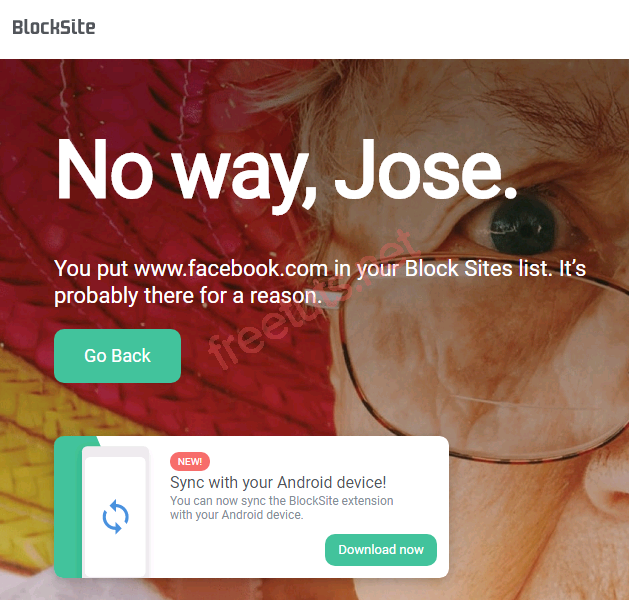 BlockSite
No way, Jose.
You put www.facebook.com in your Block Sites list. It's
probably there for a reason.
Go Back
NEW!
Sync with your Android device!
You can now sync the BlockSite extension
with your Android device.
Download now